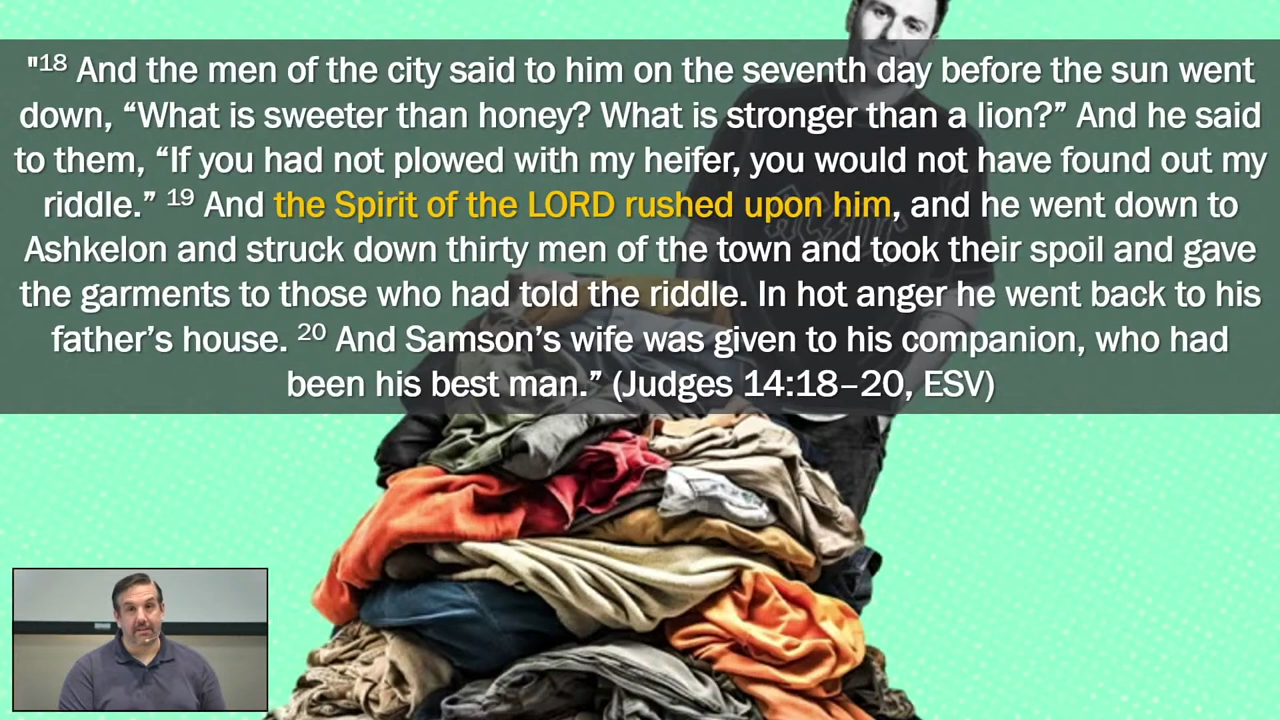 "18 And the men of the city said to him on the seventh day before the sun went
down, “What is sweeter than honey? What is stronger than a lion?” And he said
to them, “If you had not plowed with my heifer, you would not have found out my
riddle.” 19 And the Spirit of the LORD rushed upon him, and he went down to
Ashkelon and struck down thirty men of the town and took their spoil and gave
the garments to those who had told the riddle. In hot anger he went back to his
father’s house. 20 And Samson’s wife was given to his companion, who had
been his best man.” (Judges 14:18–20, ESV)